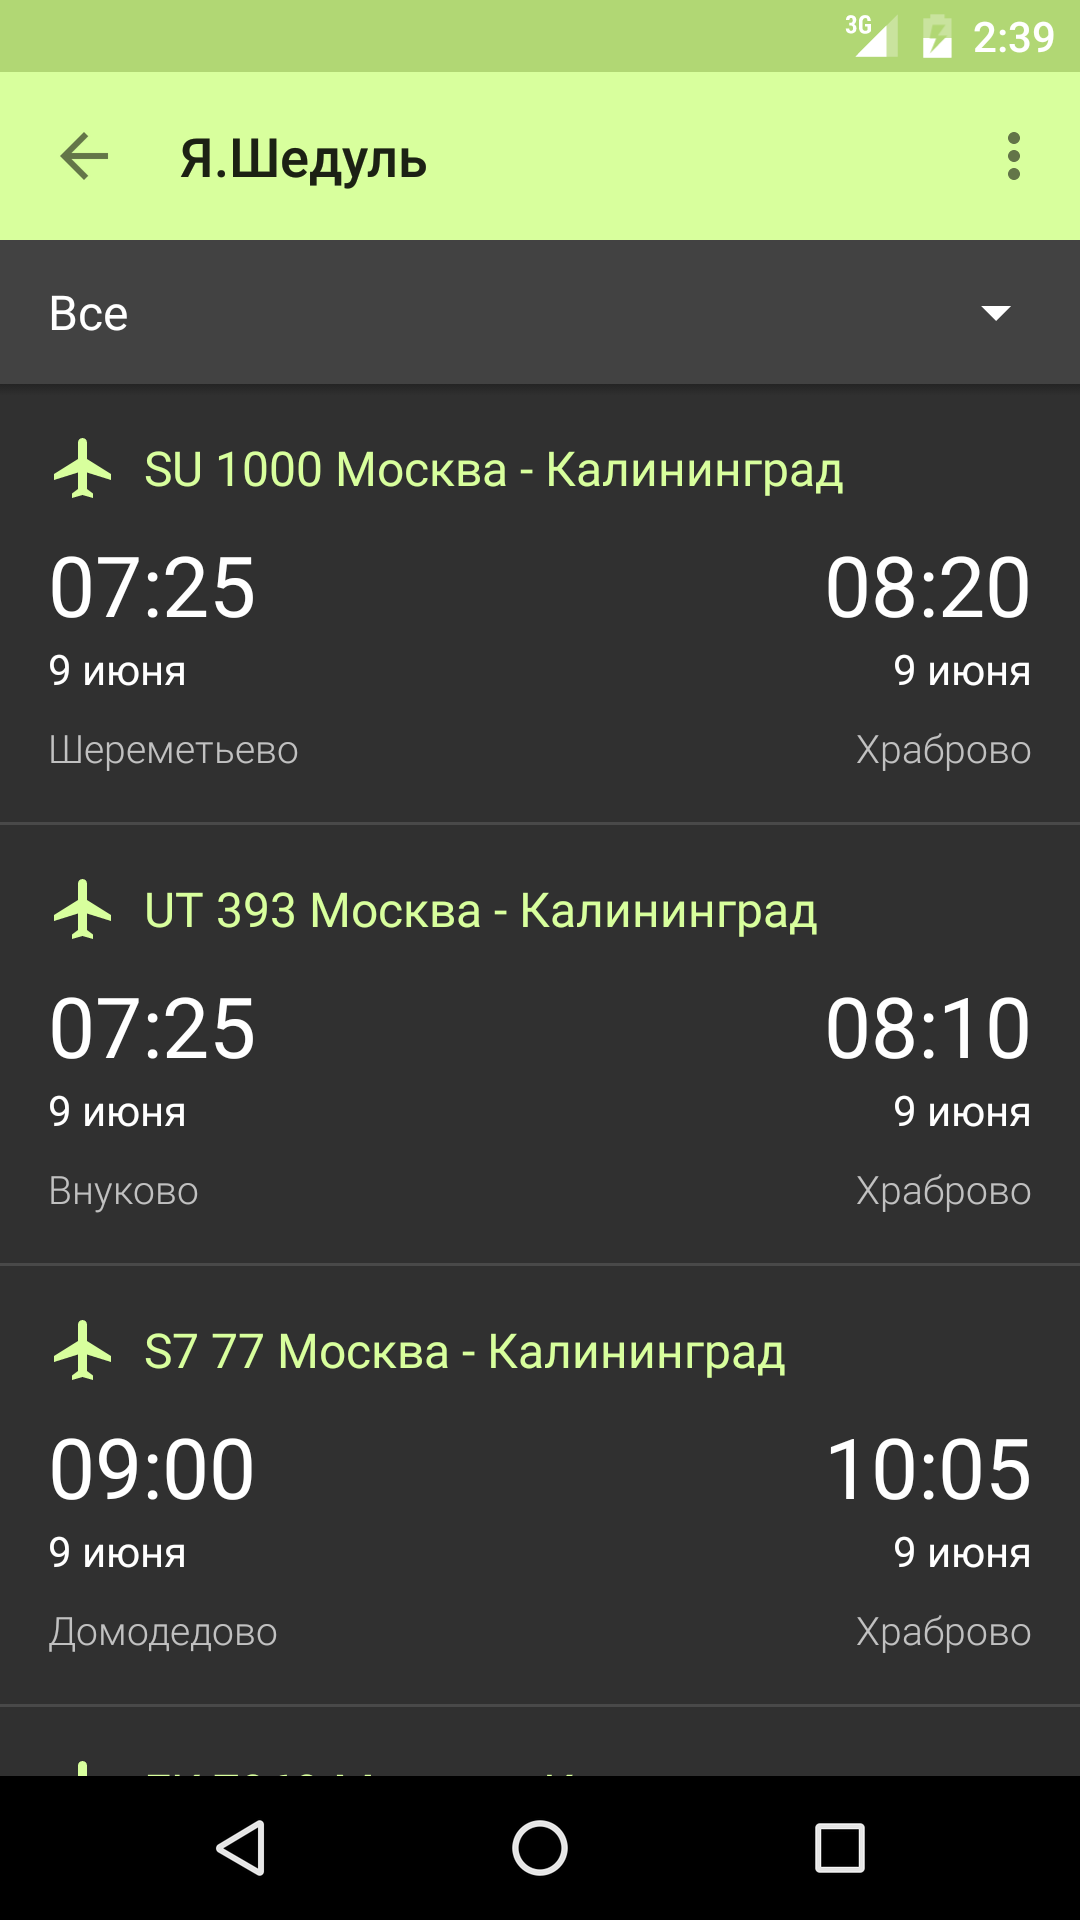 3G 2:39
Я.Шедуль
Все
SU 1000 Москва - Калининград
07:25 08:20
9 июня 9 июня
Шереметьево Храброво
UT 393 Москва - Калининград
07:25 08:10
9 июня 9 июня
Внуково Храброво
S7 77 Москва - Калининград
09:00 10:05
9 июня 9 июня
Домодедово Храброво